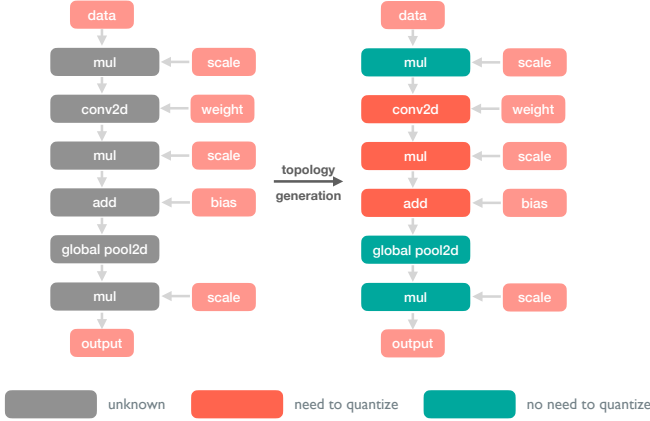 data
mul
scale
conv2d
weight
mul
scale
add
bias
global pool2d
mul
scale
output
topology
generation
data
mul
scale
conv2d
weight
mul
scale
add
bias
global pool2d
mul
scale
output
unknown
need to quantize
no need to quantize